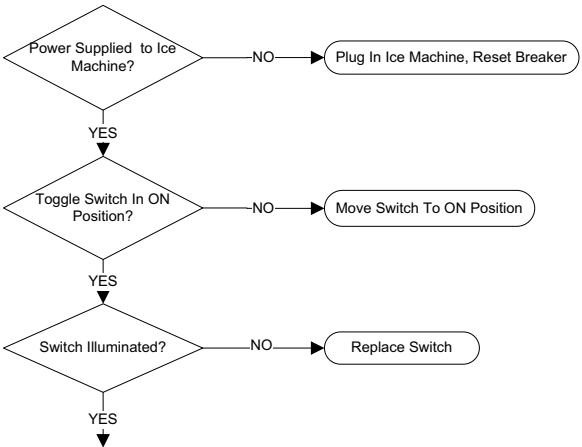 Power Supplied to Ice
Machine?
NO
Plug In Ice Machine, Reset Breaker
YES
Toggle Switch In ON
Position?
NO
Move Switch To ON Position
YES
Switch Illuminated?
NO
Replace Switch
YES